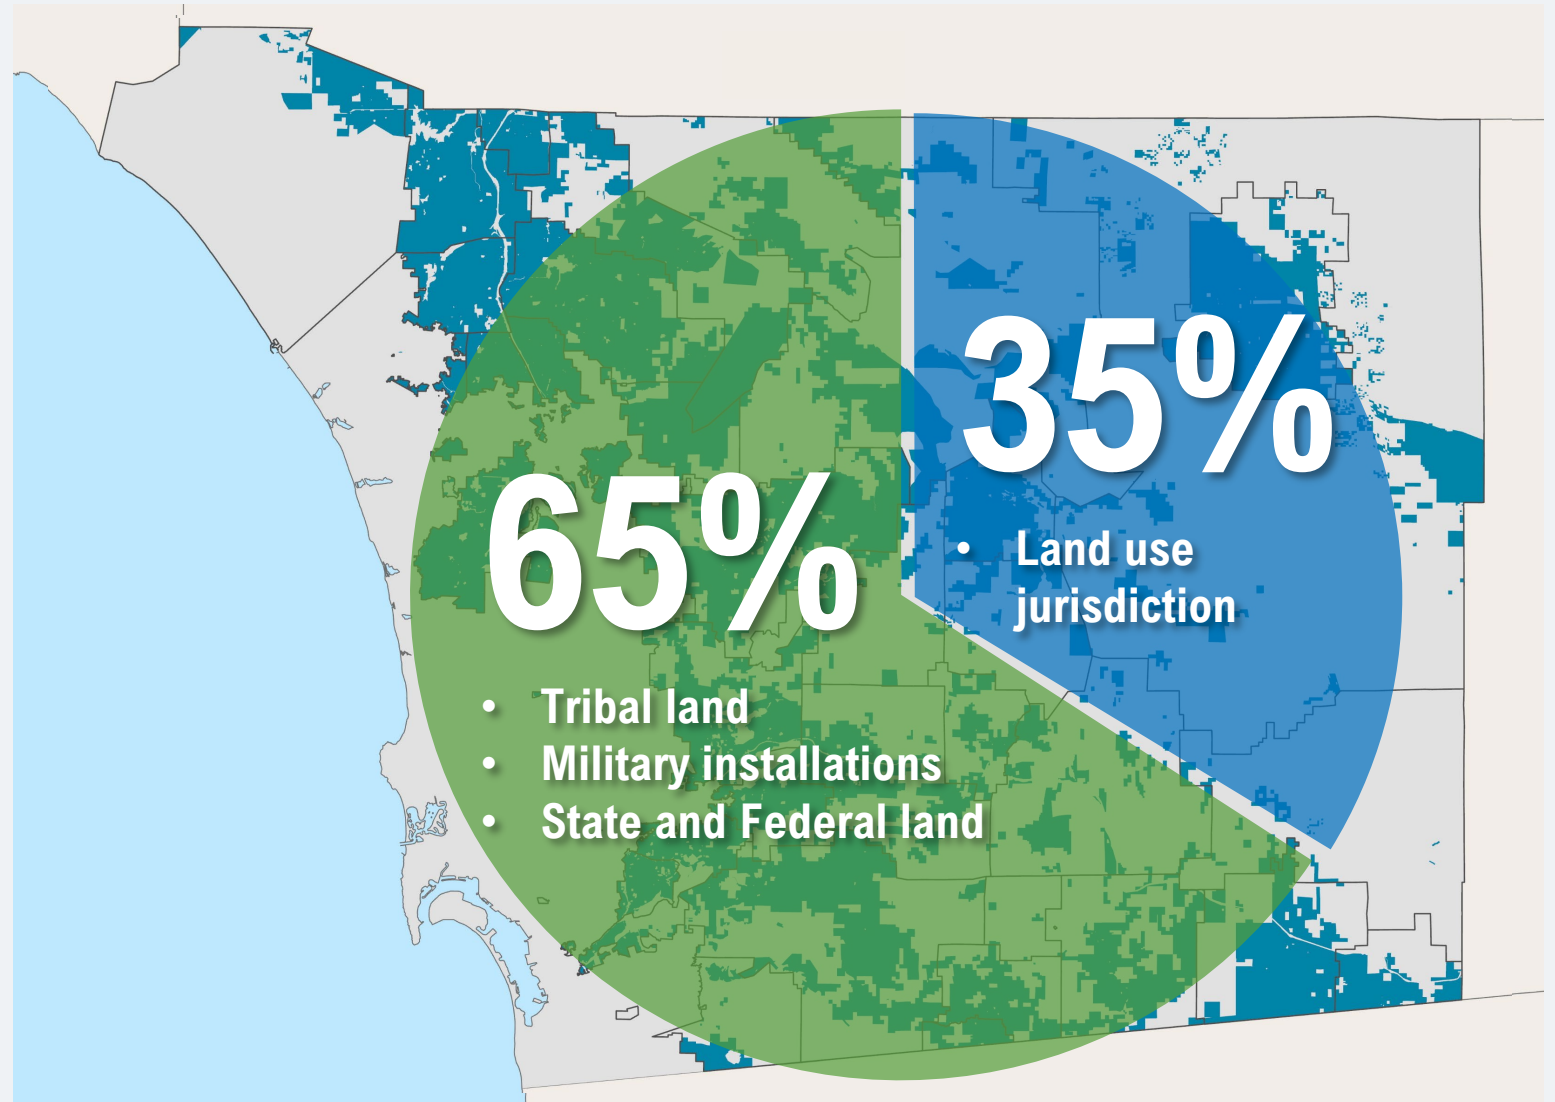 65%
• Tribal land
• Military installations
• State and Federal land
35%
• Land use
jurisdiction